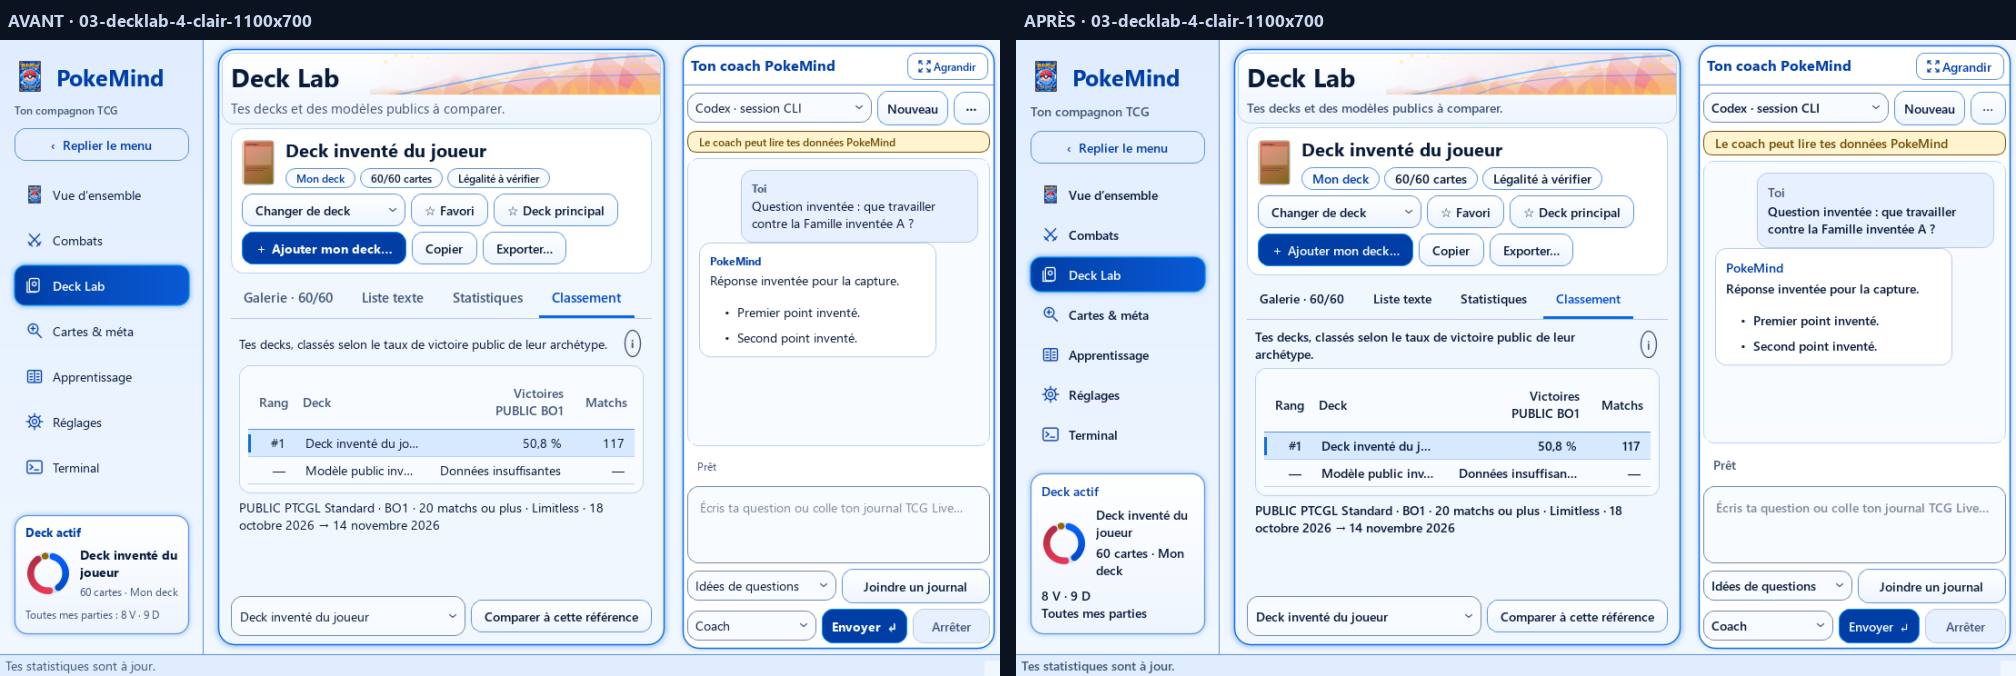 AVANT · 03-decklab-4-clair-1100x700
PokeMind
Ton compagnon TCG
‹ Replier le menu
Vue d'ensemble
Combats
Deck Lab
Cartes & méta
Apprentissage
Réglages
Terminal
Deck actif
Deck inventé du
joueur
60 cartes · Mon deck
Toutes mes parties : 8 V · 9 D
Deck Lab
Tes decks et des modèles publics à comparer.
Deck inventé du joueur
Mon deck
60/60 cartes
Légalité à vérifier
Changer de deck
☆ Favori
☆ Deck principal
+ Ajouter mon deck...
Copier
Exporter...
Galerie · 60/60
Liste texte
Statistiques
Classement
Tes decks, classés selon le taux de victoire public de leur archétype.
i
Rang Deck Victoires PUBLIC BO1 Matchs
#1 Deck inventé du jo... 50,8 % 117
— Modèle public inv... Données insuffisantes —
PUBLIC PTCGL Standard · BO1 · 20 matchs ou plus · Limitless · 18
octobre 2026 → 14 novembre 2026
Deck inventé du joueur
Comparer à cette référence
Ton coach PokeMind
Agrandir
Codex · session CLI
Nouveau
...
Le coach peut lire tes données PokeMind
Toi
Question inventée : que travailler
contre la Famille inventée A ?
PokeMind
Réponse inventée pour la capture.
• Premier point inventé.
• Second point inventé.
Prêt
Écris ta question ou colle ton journal TCG Live...
Idées de questions
Joindre un journal
Coach
Envoyer ↲
Arrêter
Tes statistiques sont à jour.
APRÈS · 03-decklab-4-clair-1100x700
PokeMind
Ton compagnon TCG
‹ Replier le menu
Vue d'ensemble
Combats
Deck Lab
Cartes & méta
Apprentissage
Réglages
Terminal
Deck actif
Deck inventé du
joueur
60 cartes · Mon
deck
8 V · 9 D
Toutes mes parties
Deck Lab
Tes decks et des modèles publics à comparer.
Deck inventé du joueur
Mon deck
60/60 cartes
Légalité à vérifier
Changer de deck
☆ Favori
☆ Deck principal
+ Ajouter mon deck...
Copier
Exporter...
Galerie · 60/60
Liste texte
Statistiques
Classement
Tes decks, classés selon le taux de victoire public de leur
archétype.
i
Rang Deck Victoires PUBLIC BO1 Matchs
#1 Deck inventé du j... 50,8 % 117
— Modèle public inv... Données insuffisan... —
PUBLIC PTCGL Standard · BO1 · 20 matchs ou plus · Limitless · 18
octobre 2026 → 14 novembre 2026
Deck inventé du joueur
Comparer à cette référence
Ton coach PokeMind
Agrandir
Codex · session CLI
Nouveau
...
Le coach peut lire tes données PokeMind
Toi
Question inventée : que travailler
contre la Famille inventée A ?
PokeMind
Réponse inventée pour la capture.
• Premier point inventé.
• Second point inventé.
Prêt
Écris ta question ou colle ton journal TCG Live...
Idées de questions
Joindre un journal
Coach
Envoyer ↲
Arrêter
Tes statistiques sont à jour.